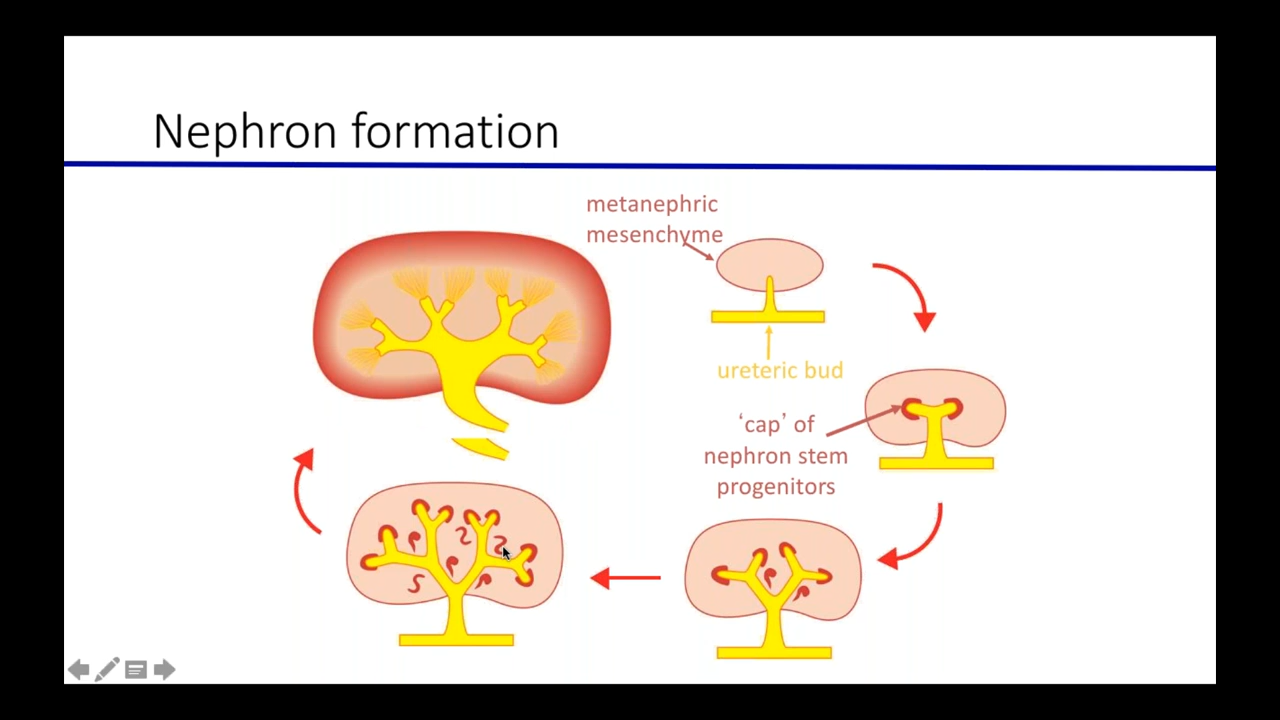 Nephron formation
metanephric
mesenchyme
ureteric bud
‘cap’ of
nephron stem
progenitors